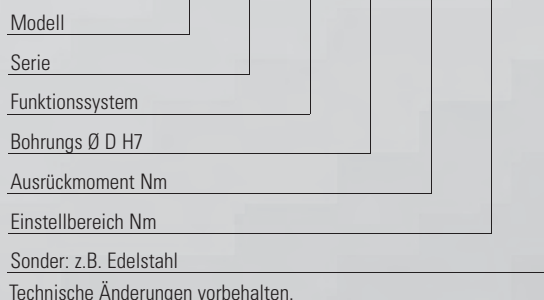 Modell
Serie
Funktionssystem
Bohrungs Ø D H7
Ausrückmoment Nm
Einstellbereich Nm
Sonder: z.B. Edelstahl
Technische Änderungen vorbehalten.